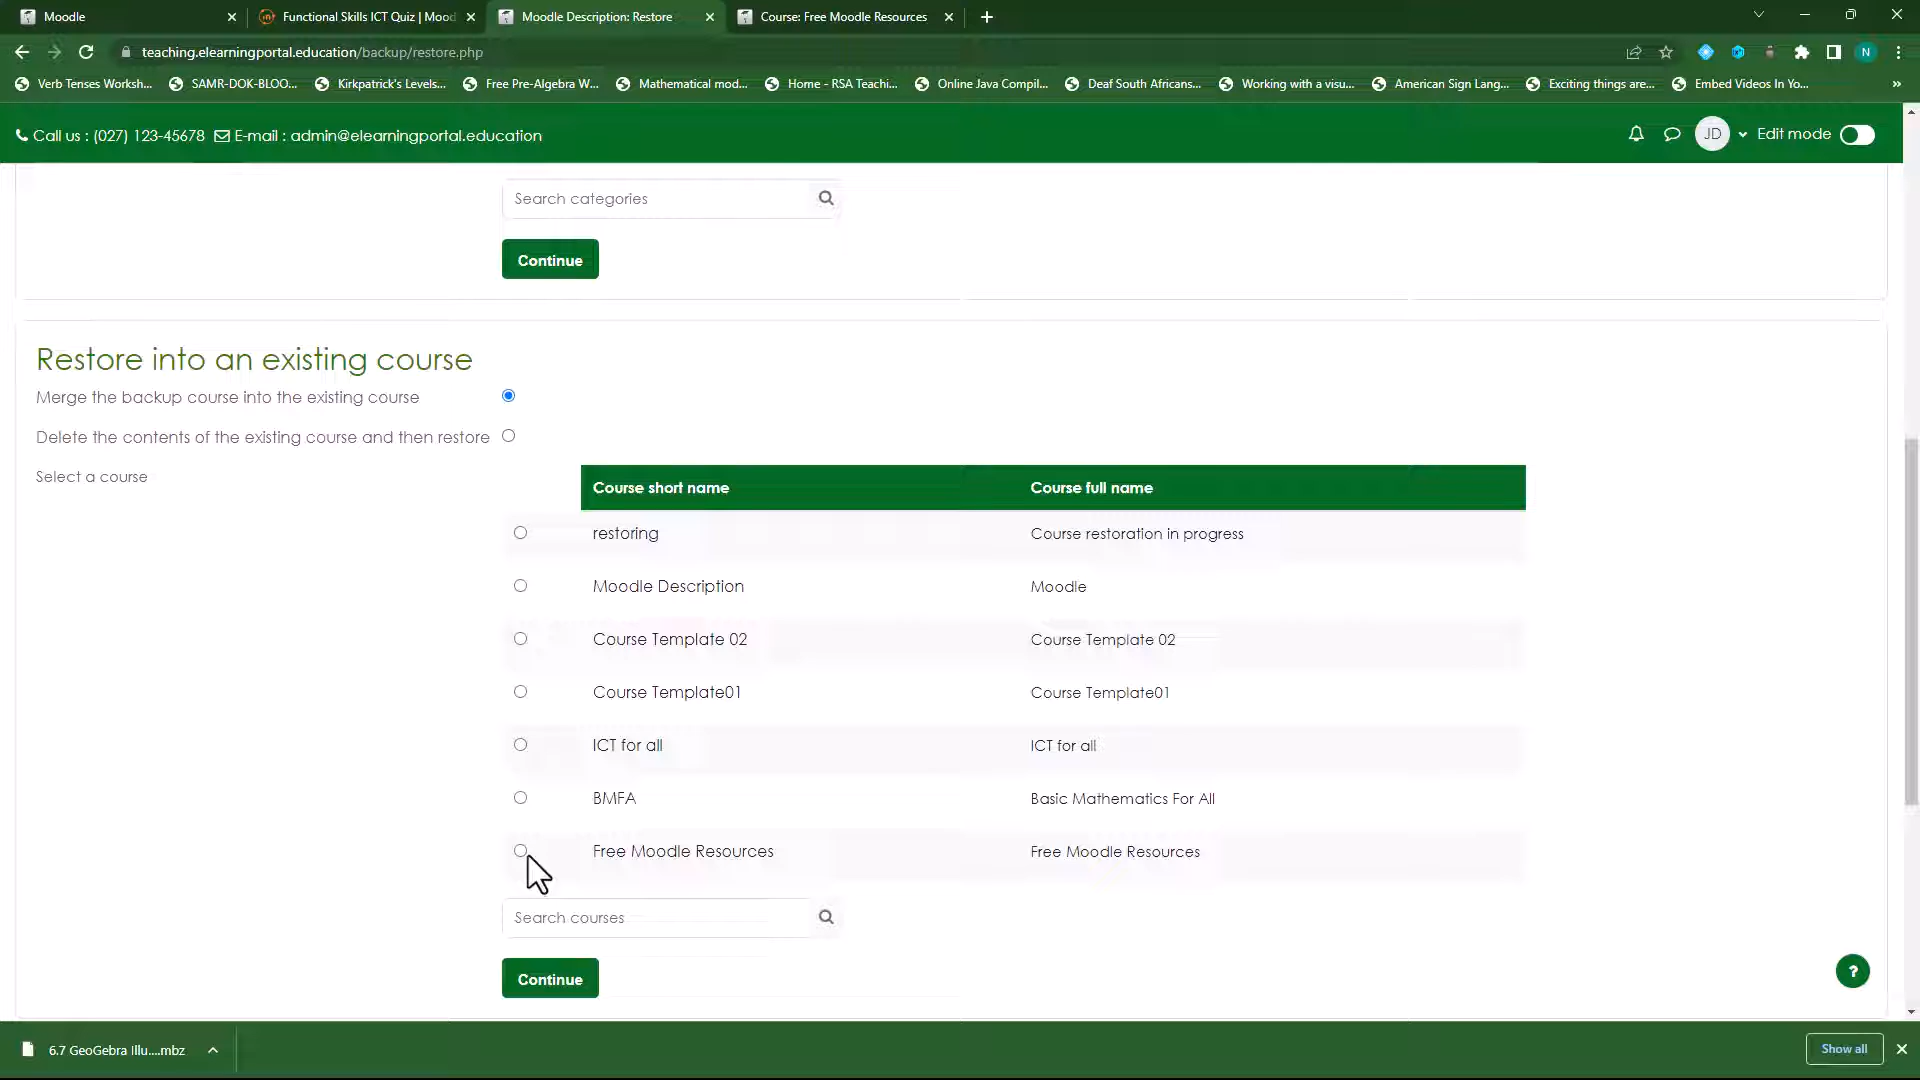 Moodle
Functional Skills ICT Quiz | Mood
Moodle Description: Restore
Course: Free Moodle Resources
teaching.elearningportal.education/backup/restore.php
N
Verb Tenses Worksh...
SAMR-DOK-BLOO...
Kirkpatrick's Levels...
Free Pre-Algebra W...
Mathematical mod...
Home - RSA Teachi...
Online Java Compil...
Deaf South Africans...
Working with a visu...
American Sign Lang...
Exciting things are...
Embed Videos In Yo...
»
Call us : (027) 123-45678 E-mail : admin@elearningportal.education
JD
Edit mode
Search categories
Continue
Restore into an existing course
Merge the backup course into the existing course
Delete the contents of the existing course and then restore
Select a course
Course short name Course full name
restoring Course restoration in progress
Moodle Description Moodle
Course Template 02 Course Template 02
Course Template01 Course Template01
ICT for all ICT for all
BMFA Basic Mathematics For All
Free Moodle Resources Free Moodle Resources
Search courses
Continue
?
6.7 GeoGebra Illu....mbz
Show all